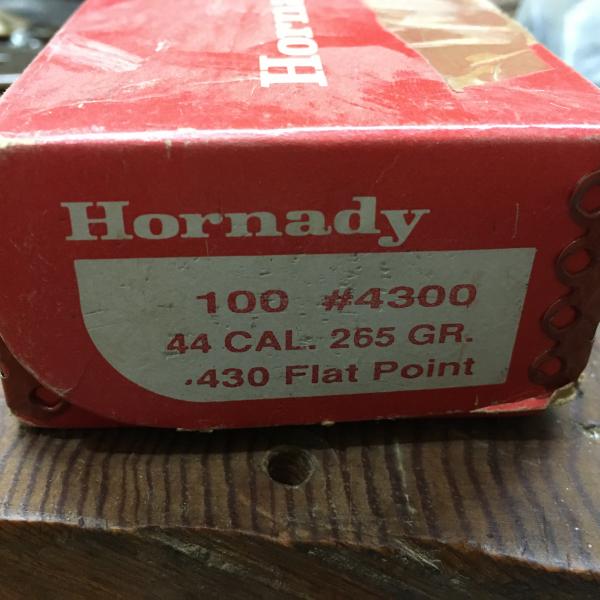 Hornady
Hornady
100 #4300
44 CAL. 265 GR.
.430 Flat Point